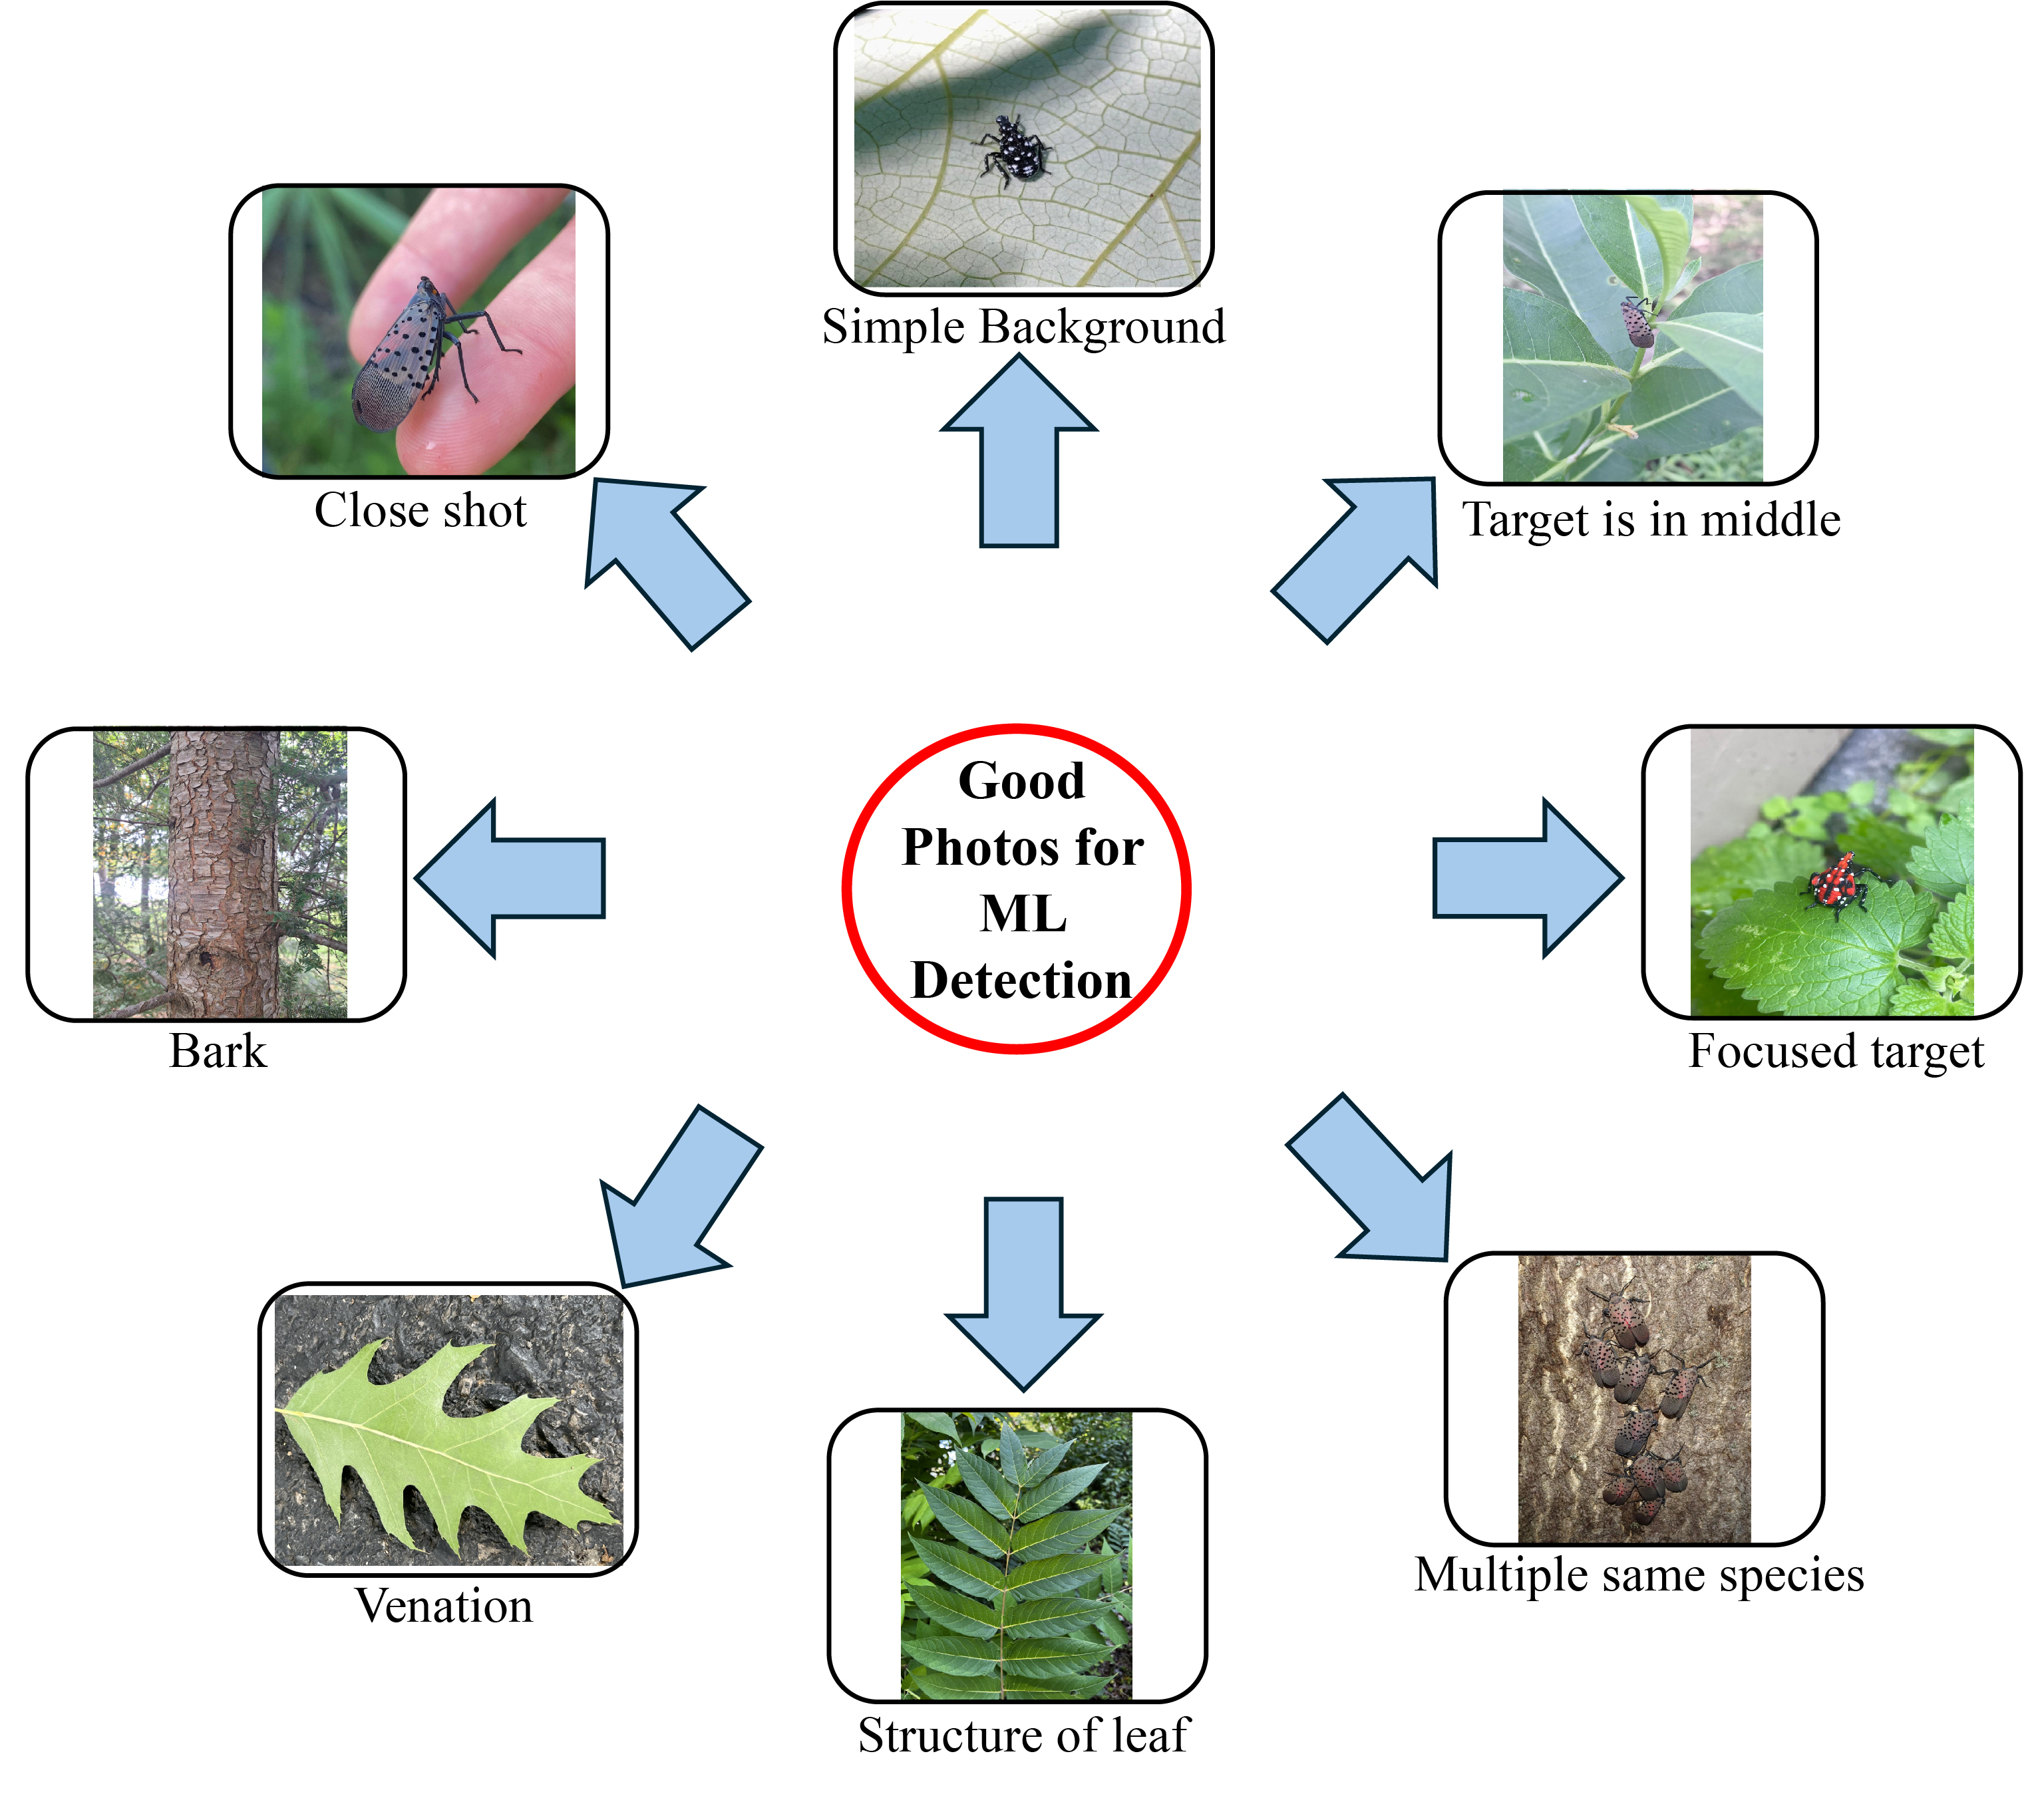 Simple Background
Close shot
Target is in middle
Good
Photos for
ML
Detection
Bark
Focused target
Venation
Multiple same species
Structure of leaf